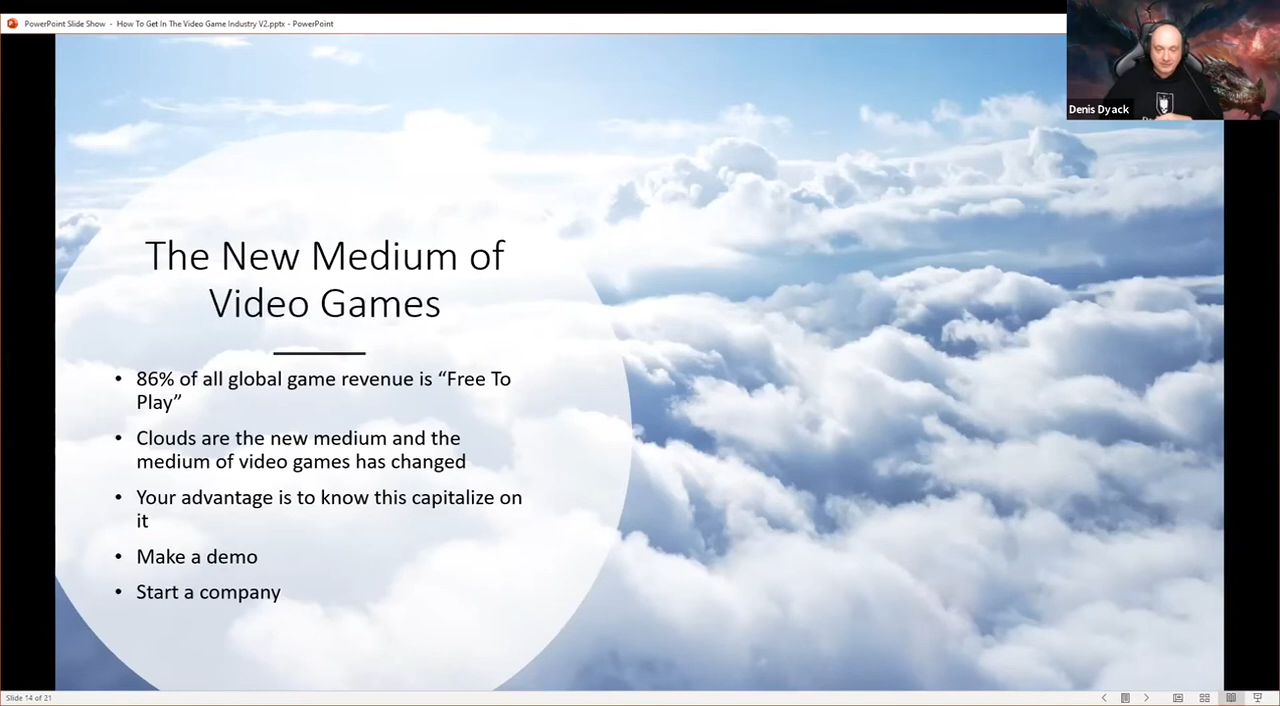 PowerPoint Slide Show - How To Get In The Video Game Industry V2.pptx - PowerPoint
Denis Dyack
The New Medium of
Video Games
• 86% of all global game revenue is “Free To
Play”
• Clouds are the new medium and the
medium of video games has changed
• Your advantage is to know this capitalize on
it
• Make a demo
• Start a company
Slide 14 of 21